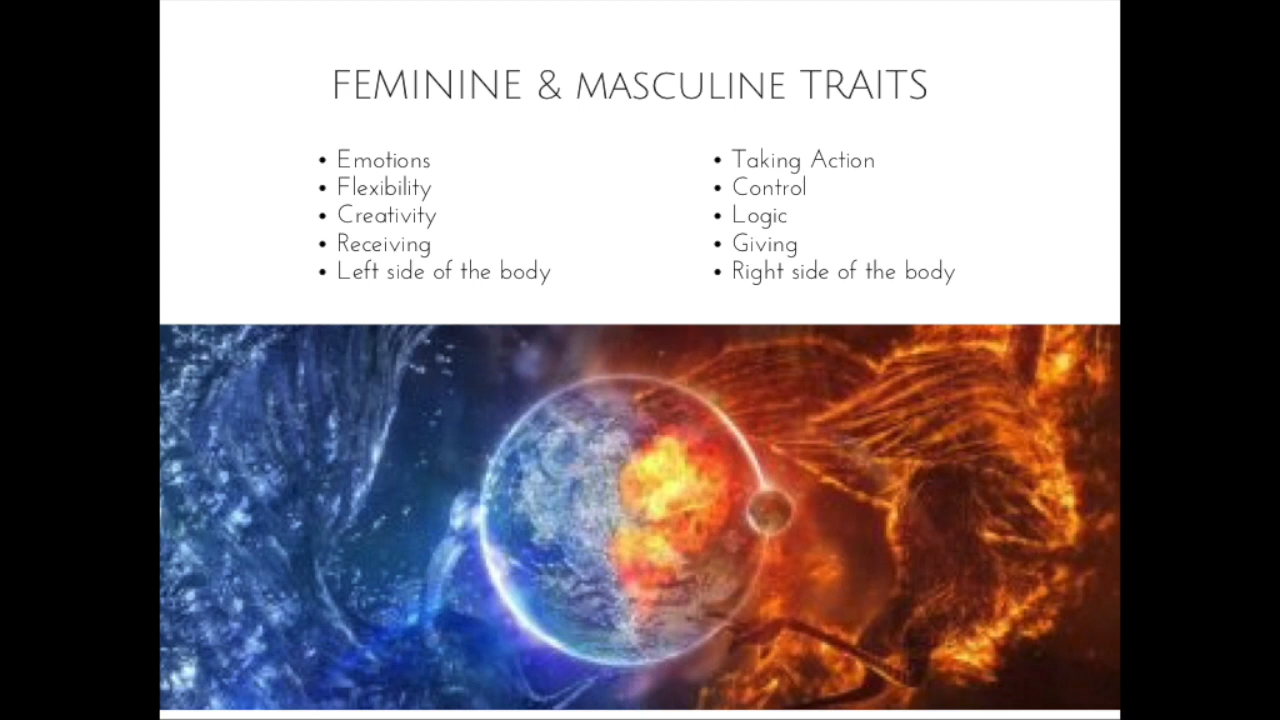 FEMININE & MASCULINE TRAITS
• Emotions
• Flexibility
• Creativity
• Receiving
• Left side of the body
• Taking Action
• Control
• Logic
• Giving
• Right side of the body